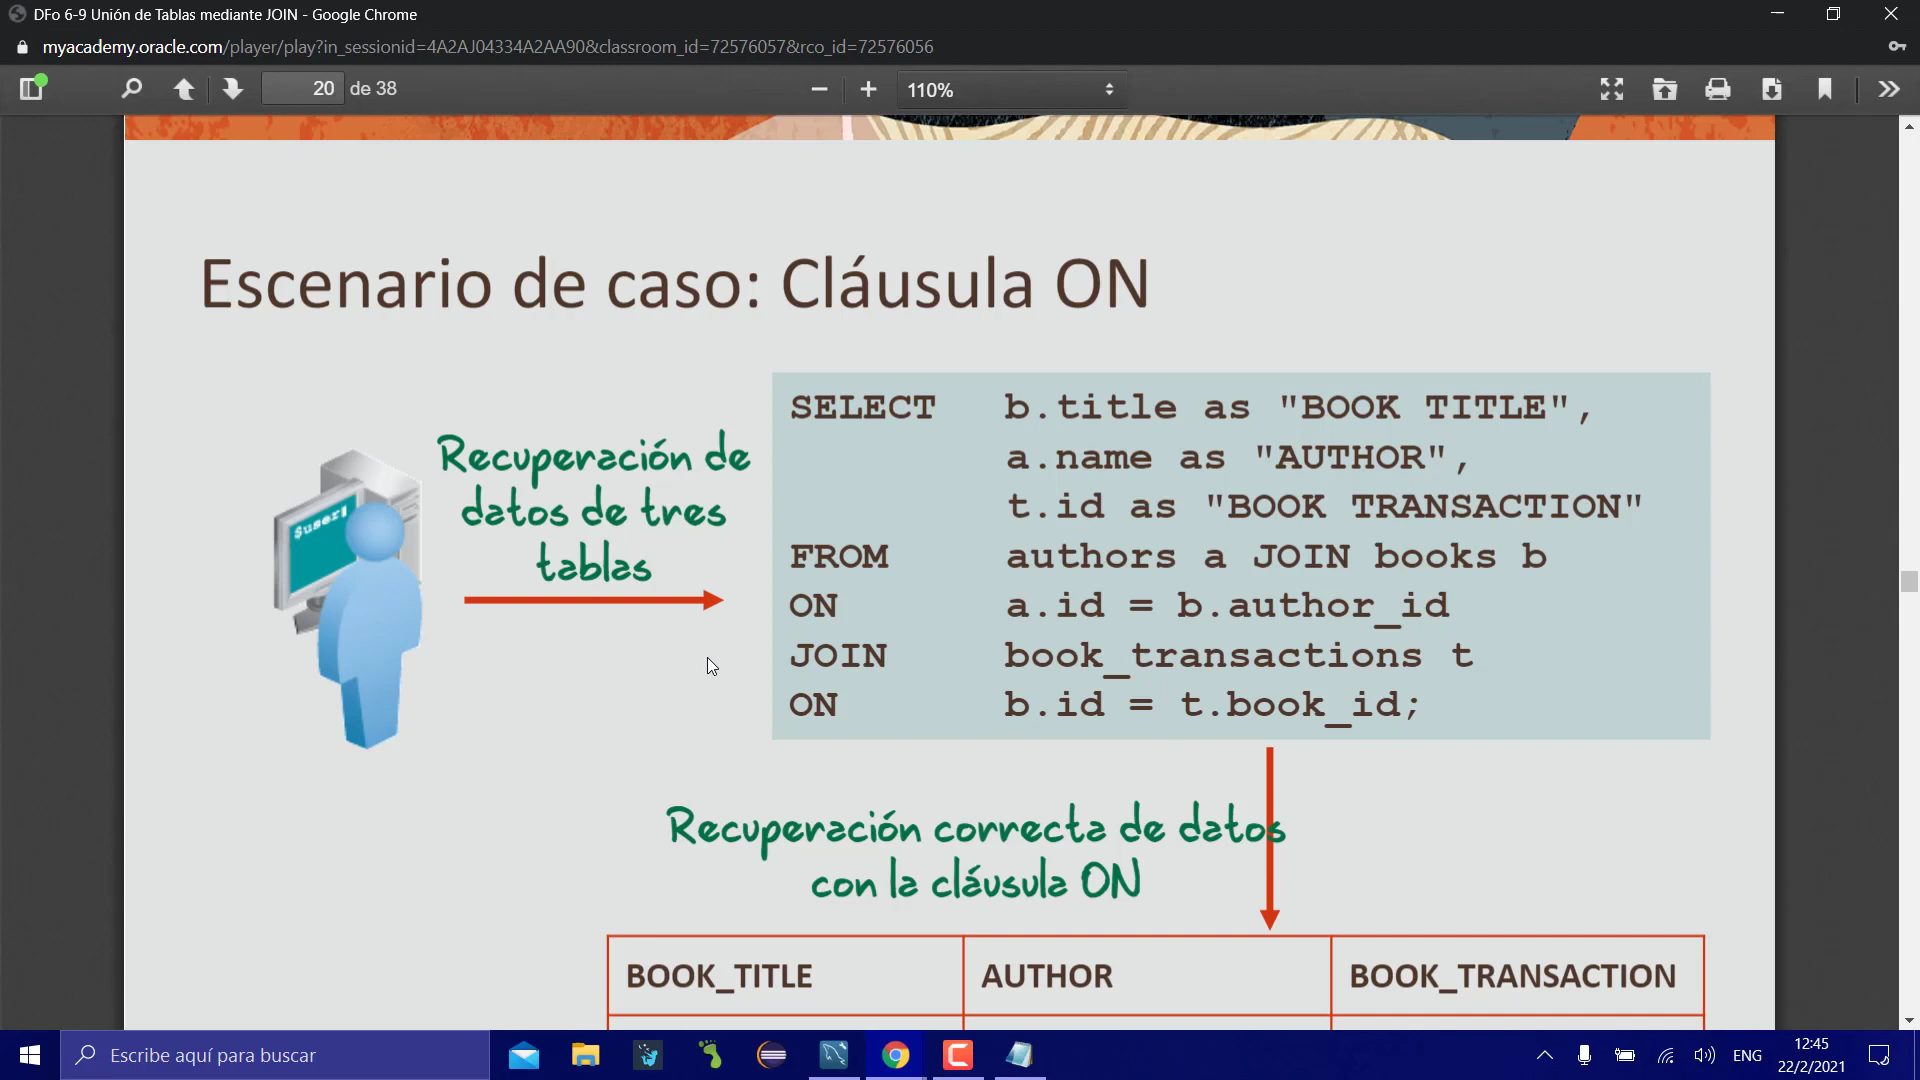 DFo 6-9 Unión de Tablas mediante JOIN - Google Chrome
myacademy.oracle.com/player/play?in_sessionid=4A2AJ04334A2AA90&classroom_id=72576057&rco_id=72576056
20 de 38
110%
Escenario de caso: Cláusula ON
$user1
Recuperación de
datos de tres
tablas
SELECT b.title as "BOOK TITLE",
a.name as "AUTHOR",
t.id as "BOOK TRANSACTION"
FROM authors a JOIN books b
ON a.id = b.author_id
JOIN book_transactions t
ON b.id = t.book_id;
Recuperación correcta de datos
con la cláusula ON
BOOK_TITLE AUTHOR BOOK_TRANSACTION
Escribe aquí para buscar
ENG
12:45
22/2/2021